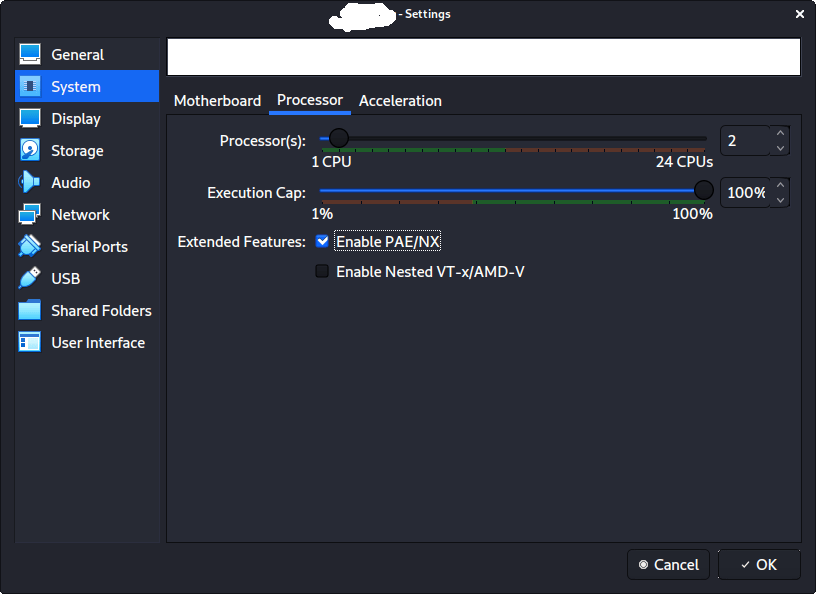 - Settings
General
System
Display
Storage
Audio
Network
Serial Ports
USB
Shared Folders
User Interface
Motherboard Processor Acceleration
Processor(s): 2
1 CPU 24 CPUs
Execution Cap: 100%
1% 100%
Extended Features: Enable PAE/NX
Enable Nested VT-x/AMD-V
Cancel OK